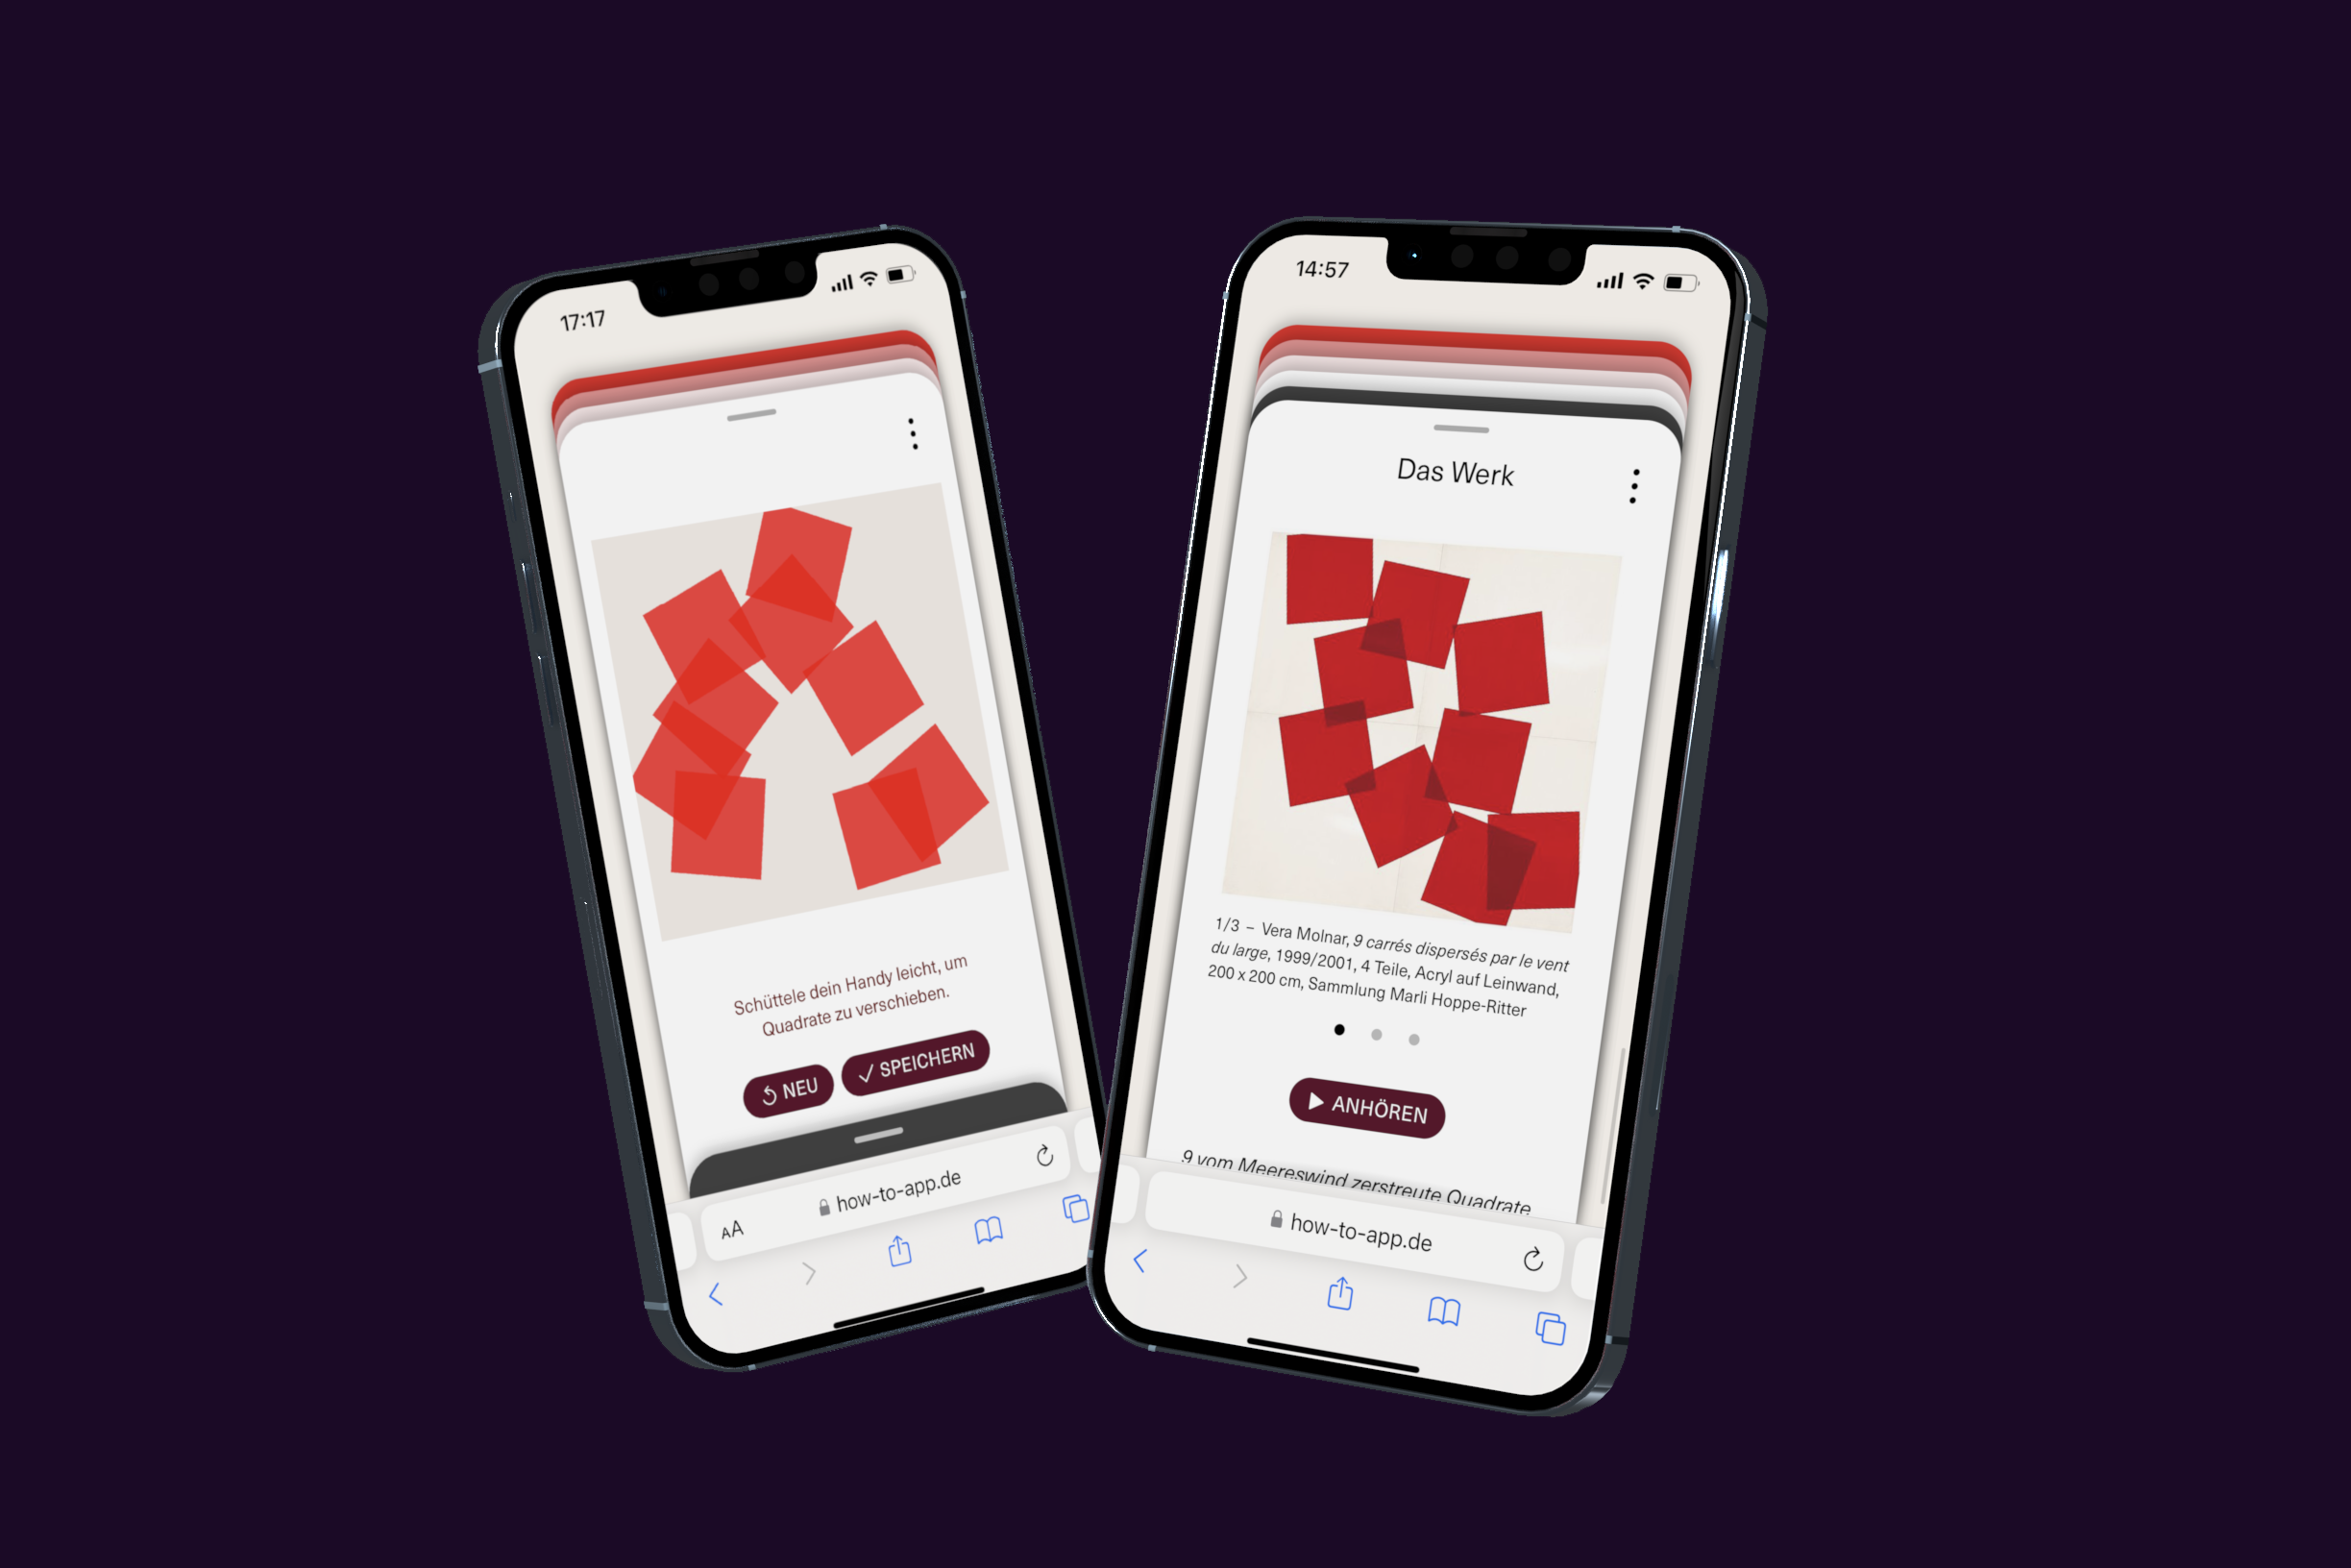 17:17
Schüttele dein Handy leicht, um
Quadrate zu verschieben.
NEU
SPEICHERN
AA
how-to-app.de
14:57
Das Werk
1/3 – Vera Molnar, 9 carrés dispersés par le vent
du large, 1999/2001, 4 Teile, Acryl auf Leinwand,
200 x 200 cm, Sammlung Marli Hoppe-Ritter
ANHÖREN
9 vom Meereswind zerstreute Quadrate
how-to-app.de